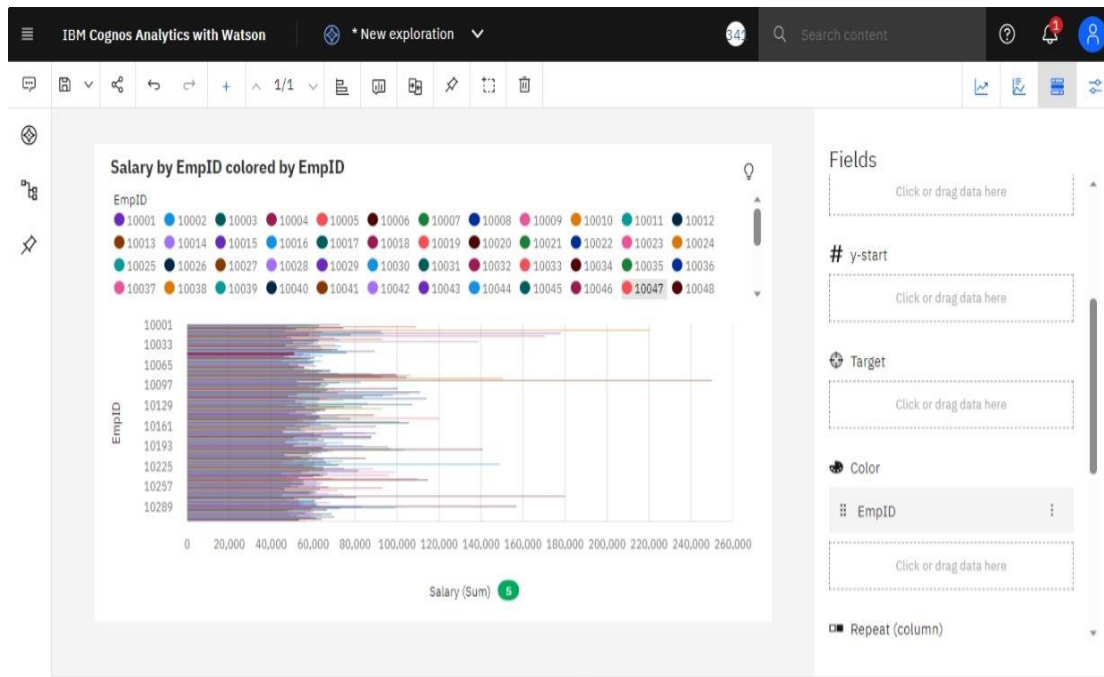 IBM Cognos Analytics with Watson
* New exploration
342
Search content
1
1/1
Salary by EmpID colored by EmpID
EmpID
10001 10002 10003 10004 10005 10006 10007 10008 10009 10010 10011 10012
10013 10014 10015 10016 10017 10018 10019 10020 10021 10022 10023 10024
10025 10026 10027 10028 10029 10030 10031 10032 10033 10034 10035 10036
10037 10038 10039 10040 10041 10042 10043 10044 10045 10046 10047 10048
10001
10033
10065
10097
10129
10161
10193
10225
10257
10289
EmpID
0 20,000 40,000 60,000 80,000 100,000 120,000 140,000 160,000 180,000 200,000 220,000 240,000 260,000
Salary (Sum) 5
Fields
Click or drag data here
# y-start
Click or drag data here
Target
Click or drag data here
Color
EmpID
Click or drag data here
Repeat (column)